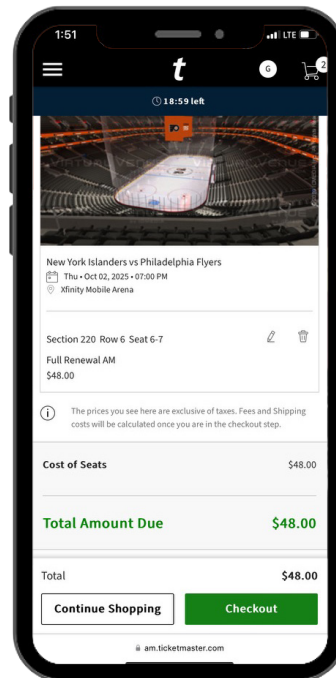 1:51
LTE
t
G
2
18:59 left
VIRTUAL VENUE
New York Islanders vs Philadelphia Flyers
Thu • Oct 02, 2025 • 07:00 PM
Xfinity Mobile Arena
Section 220 Row 6 Seat 6-7
Full Renewal AM
$48.00
The prices you see here are exclusive of taxes. Fees and Shipping
costs will be calculated once you are in the checkout step.
Cost of Seats $48.00
Total Amount Due $48.00
Total $48.00
Continue Shopping Checkout
am.ticketmaster.com